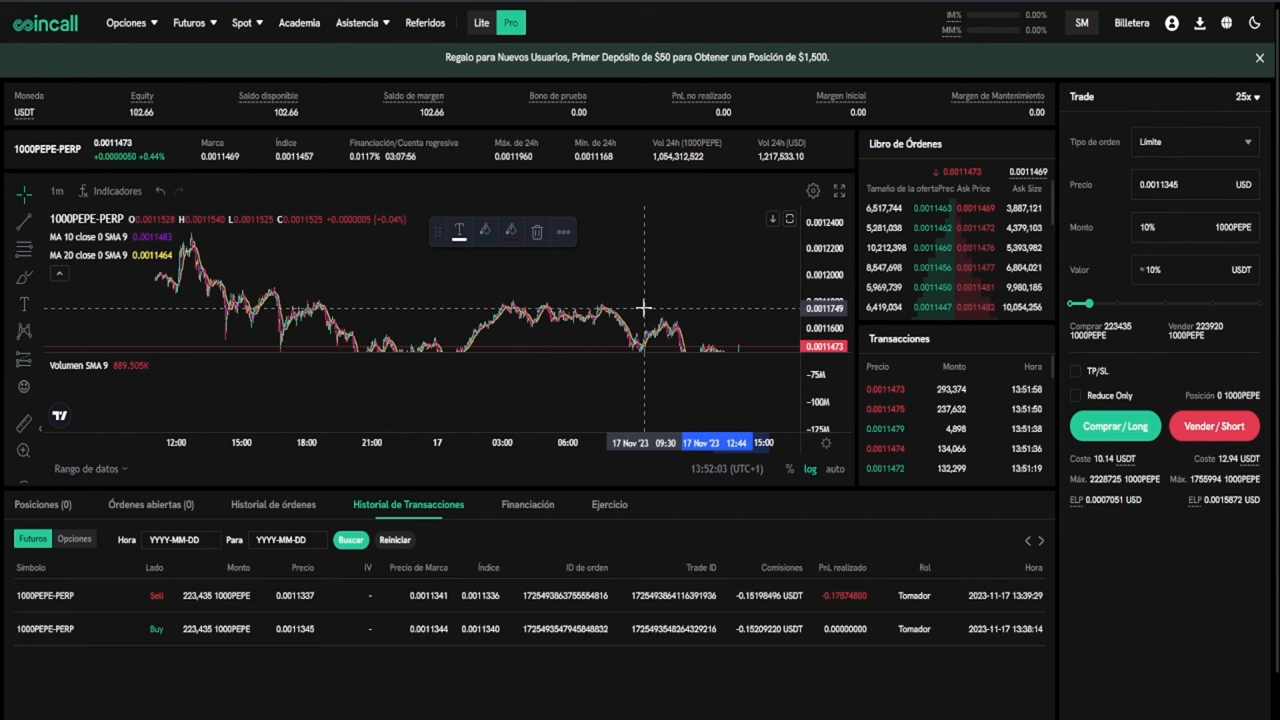 coincall Opciones Futuros Spot Academia Asistencia Referidos Lite Pro IM% 0.00% MM% 0.00% SM Billetera
Regalo para Nuevos Usuarios, Primer Depósito de $50 para Obtener una Posición de $1,500.
Moneda Equity Saldo disponible Saldo de margen Bono de prueba PnL no realizado Margen Inicial Margen de Mantenimiento
USDT 102.66 102.66 102.66 0.00 0.00 0.00 0.00
1000PEPE-PERP 0.0011473 Marca Índice Financiación/Cuenta regresiva Máx. de 24h Min. de 24h Vol 24h (1000PEPE) Vol 24h (USD)
+0.0000050 +0.44% 0.0011469 0.0011457 0.0117% 03:07:56 0.0011960 0.0011168 1,054,312,522 1,217,533.10
1m Indicadores
1000PEPE-PERP O0.0011528 H0.0011540 L0.0011525 C0.0011525 -0.0000005 (-0.04%)
MA 10 close 0 SMA 9 0.0011483
MA 20 close 0 SMA 9 0.0011464
T
0.0012400
0.0012200
0.0012000
0.0011749
0.0011600
0.0011473
Volumen SMA 9 889.505K
-75M
-100M
-125M
12:00 15:00 18:00 21:00 17 03:00 06:00 17 Nov '23 09:30 17 Nov '23 12:44 15:00
Rango de datos 13:52:03 (UTC+1) % log auto
Libro de Órdenes
0.0011473 0.0011469
Tamaño de la oferta Prec Ask Price Ask Size
6,517,744 0.0011463 0.0011469 3,887,121
5,281,038 0.0011462 0.0011472 4,379,103
10,212,398 0.0011460 0.0011476 5,393,982
8,547,698 0.0011456 0.0011477 6,804,021
5,969,739 0.0011450 0.0011481 9,980,185
6,419,034 0.0011447 0.0011482 10,054,256
Transacciones
Precio Monto Hora
0.0011473 293,374 13:51:58
0.0011475 237,632 13:51:50
0.0011479 4,898 13:51:38
0.0011474 134,066 13:51:36
0.0011472 132,299 13:51:19
Trade 25x
Tipo de orden Límite
Precio 0.0011345 USD
Monto 10% 1000PEPE
Valor ≈10% USDT
Comprar 223435 Vender 223920
1000PEPE 1000PEPE
TP/SL
Reduce Only Posición 0 1000PEPE
Comprar/Long Vender/Short
Coste 10.14 USDT Coste 12.94 USDT
Máx. 2228725 1000PEPE Máx. 1755994 1000PEPE
ELP 0.0007051 USD ELP 0.0015872 USD
Posiciones (0) Órdenes abiertas (0) Historial de órdenes Historial de Transacciones Financiación Ejercicio
Futuros Opciones Hora YYYY-MM-DD Para YYYY-MM-DD Buscar Reiniciar
Símbolo Lado Monto Precio IV Precio de Marca Índice ID de orden Trade ID Comisiones PnL realizado Rol Hora
1000PEPE-PERP Sell 223,435 1000PEPE 0.0011337 - 0.0011341 0.0011336 1725493863755554816 1725493864116391936 -0.15198496 USDT -0.17874800 Tomador 2023-11-17 13:39:29
1000PEPE-PERP Buy 223,435 1000PEPE 0.0011345 - 0.0011344 0.0011340 1725493547945848832 1725493548264329216 -0.15209220 USDT 0.00000000 Tomador 2023-11-17 13:38:14